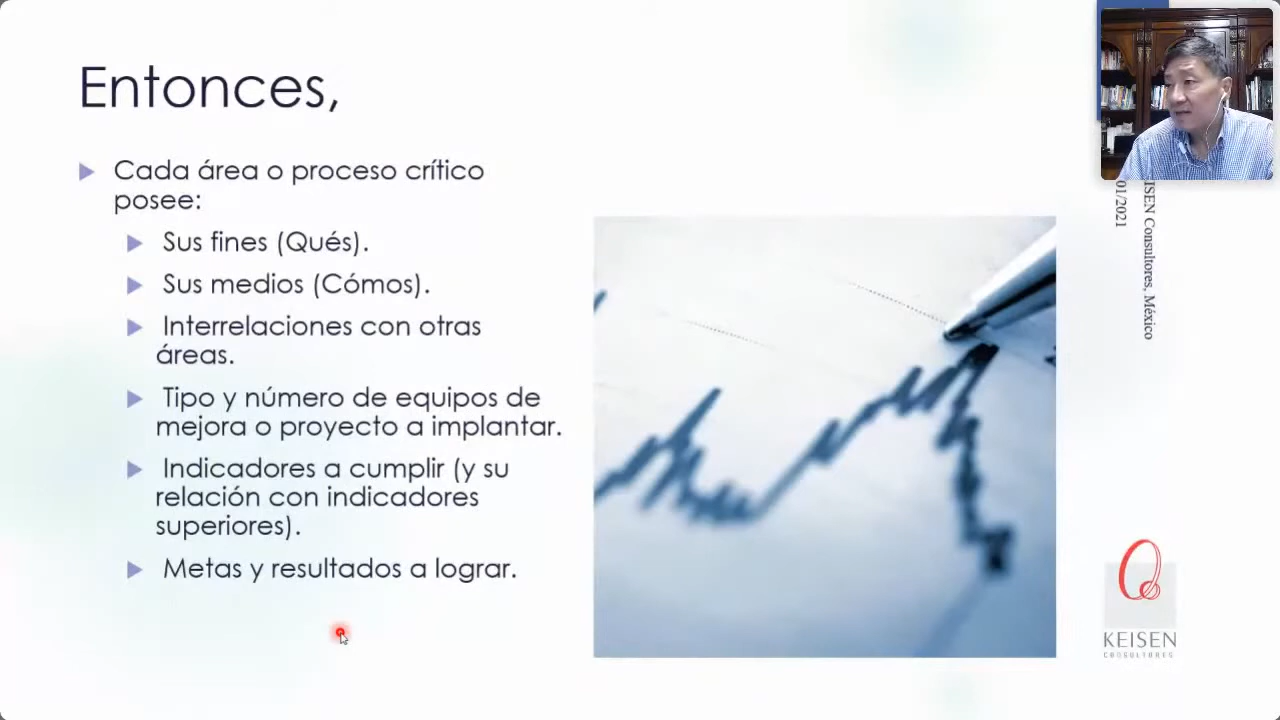 Entonces,
Cada área o proceso crítico
posee:
Sus fines (Qués).
Sus medios (Cómos).
Interrelaciones con otras
áreas.
Tipo y número de equipos de
mejora o proyecto a implantar.
Indicadores a cumplir (y su
relación con indicadores
superiores).
Metas y resultados a lograr.
01/2021
ISEN Consultores, México
KEISEN
CONSULTORES